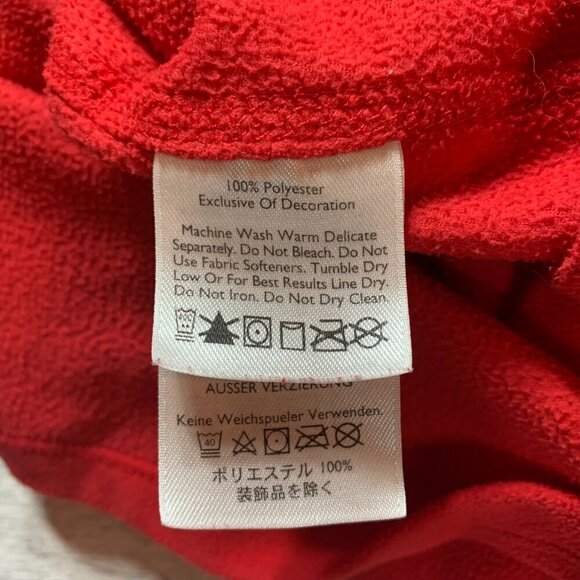 100% Polyester
Exclusive Of Decoration
Machine Wash Warm Delicate
Separately. Do Not Bleach. Do Not
Use Fabric Softeners. Tumble Dry
Low Or For Best Results Line Dry.
Do Not Iron. Do Not Dry Clean.
AUSSER VERZIERUNG
Keine Weichspueler Verwenden.
40
ポリエステル 100%
装飾品を除く